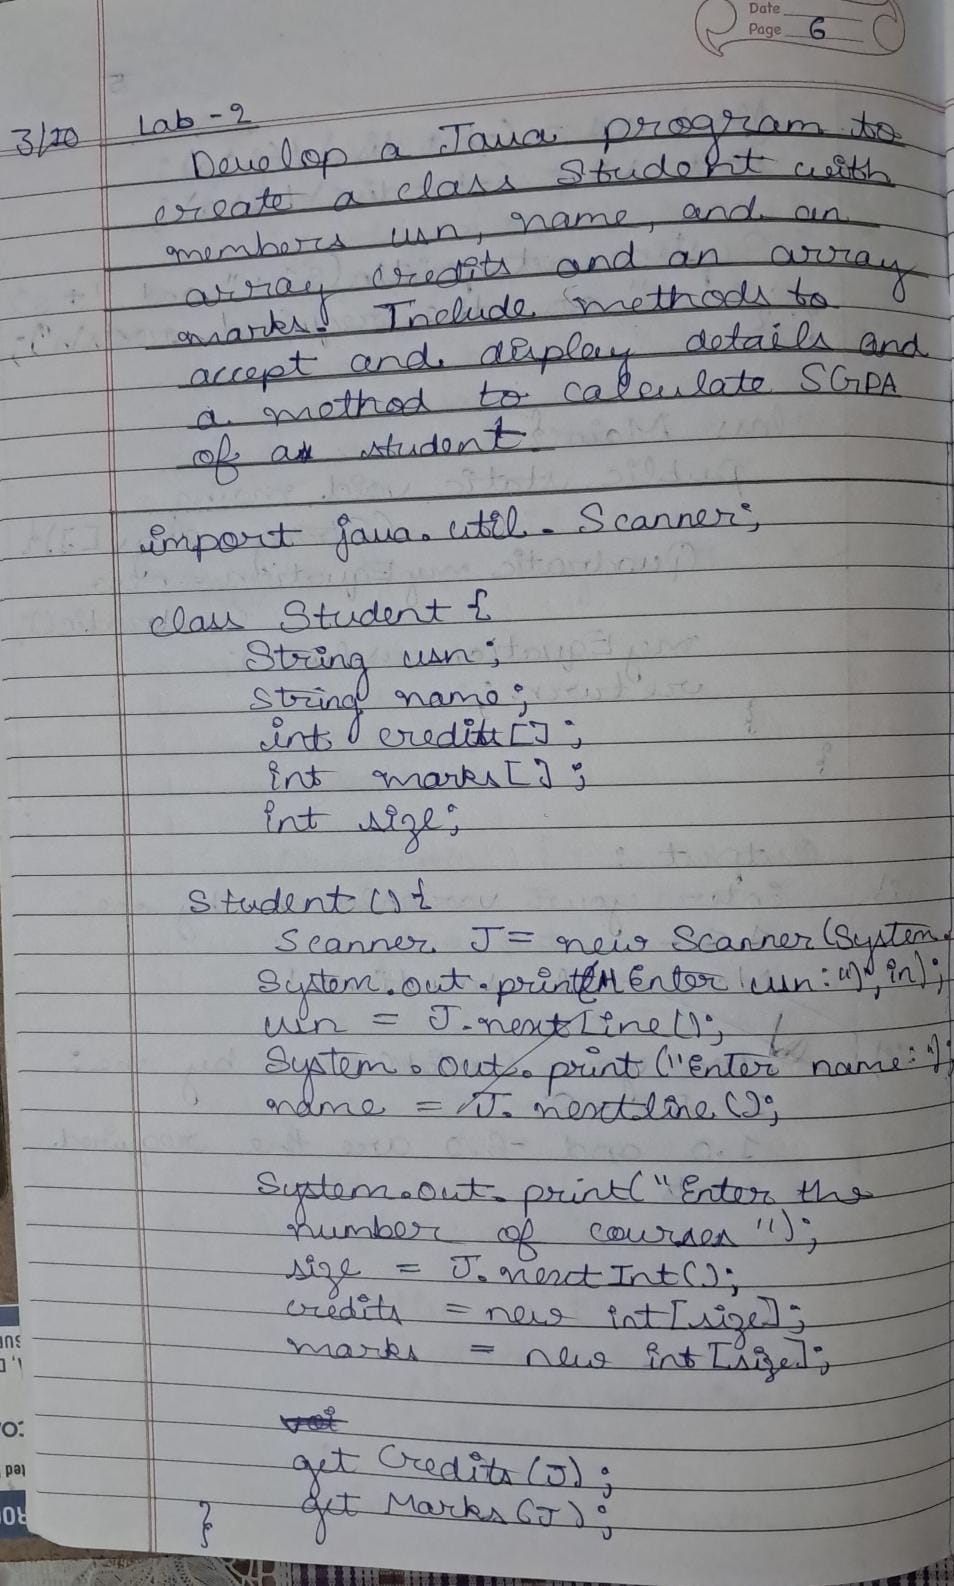 Date
Page 6
3/10 Lab - 2
Develop a Java program to
create a class Student with
members usn, name, and an
array credits and an array
marks. Include methods to
accept and display details and
a method to calculate SGPA
of a student
import java.util.Scanner;
class Student {
String usn;
String name;
int credits[];
int marks[];
int size;
Student () {
Scanner J = new Scanner (System.
System.out.print("Enter usn:"); in);
usn = J.nextLine();
System.out.print ("Enter name:");
name = J.nextline();
System.out.print("Enter the
number of courses");
size = J.nextInt();
credits = new int[size];
marks = new int[size];
get Credits (J);
get Marks (J);
}